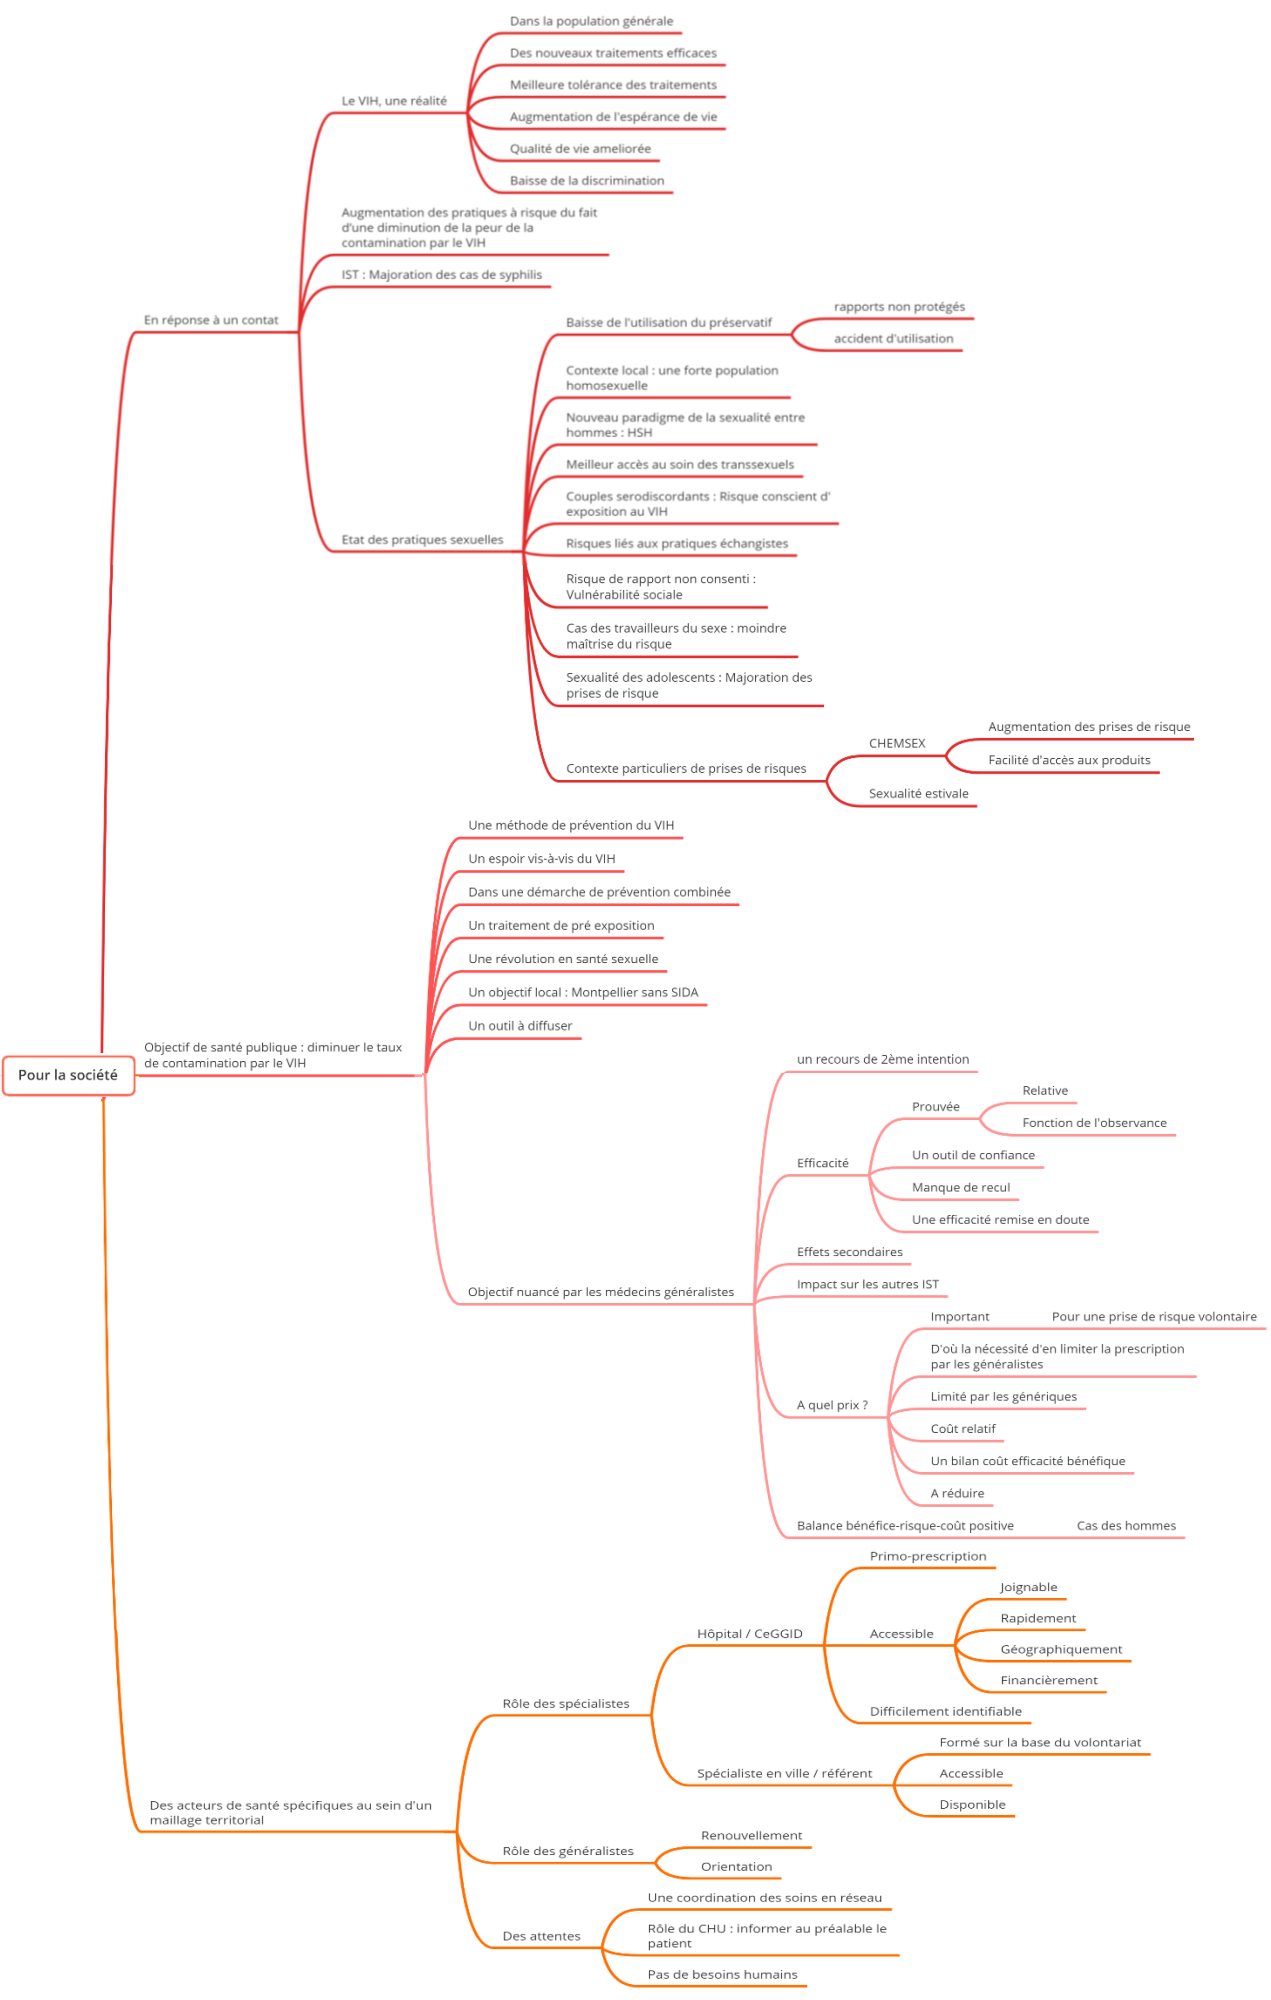 Dans la population générale
Des nouveaux traitements efficaces
Meilleure tolérance des traitements
Le VIH, une réalité
Augmentation de l'espérance de vie
Qualité de vie ameliorée
Baisse de la discrimination
Augmentation des pratiques à risque du fait
d'une diminution de la peur de la
contamination par le VIH
IST : Majoration des cas de syphilis
En réponse à un contat
rapports non protégés
Baisse de l'utilisation du préservatif
accident d'utilisation
Contexte local : une forte population
homosexuelle
Nouveau paradigme de la sexualité entre
hommes : HSH
Meilleur accès au soin des transsexuels
Couples serodiscordants : Risque conscient d'
exposition au VIH
Etat des pratiques sexuelles
Risques liés aux pratiques échangistes
Risque de rapport non consenti :
Vulnérabilité sociale
Cas des travailleurs du sexe : moindre
maîtrise du risque
Sexualité des adolescents : Majoration des
prises de risque
Augmentation des prises de risque
CHEMSEX
Facilité d'accès aux produits
Contexte particuliers de prises de risques
Sexualité estivale
Une méthode de prévention du VIH
Un espoir vis-à-vis du VIH
Dans une démarche de prévention combinée
Un traitement de pré exposition
Une révolution en santé sexuelle
Un objectif local : Montpellier sans SIDA
Un outil à diffuser
Objectif de santé publique : diminuer le taux
de contamination par le VIH
Pour la société
un recours de 2ème intention
Relative
Prouvée
Fonction de l'observance
Efficacité
Un outil de confiance
Manque de recul
Une efficacité remise en doute
Effets secondaires
Impact sur les autres IST
Objectif nuancé par les médecins généralistes
Important
Pour une prise de risque volontaire
D'où la nécessité d'en limiter la prescription
par les généralistes
Limité par les génériques
A quel prix ?
Coût relatif
Un bilan coût efficacité bénéfique
A réduire
Balance bénéfice-risque-coût positive
Cas des hommes
Primo-prescription
Joignable
Rapidement
Hôpital / CeGGID
Accessible
Géographiquement
Financièrement
Rôle des spécialistes
Difficilement identifiable
Formé sur la base du volontariat
Spécialiste en ville / référent
Accessible
Disponible
Des acteurs de santé spécifiques au sein d'un
maillage territorial
Renouvellement
Rôle des généralistes
Orientation
Une coordination des soins en réseau
Des attentes
Rôle du CHU : informer au préalable le
patient
Pas de besoins humains